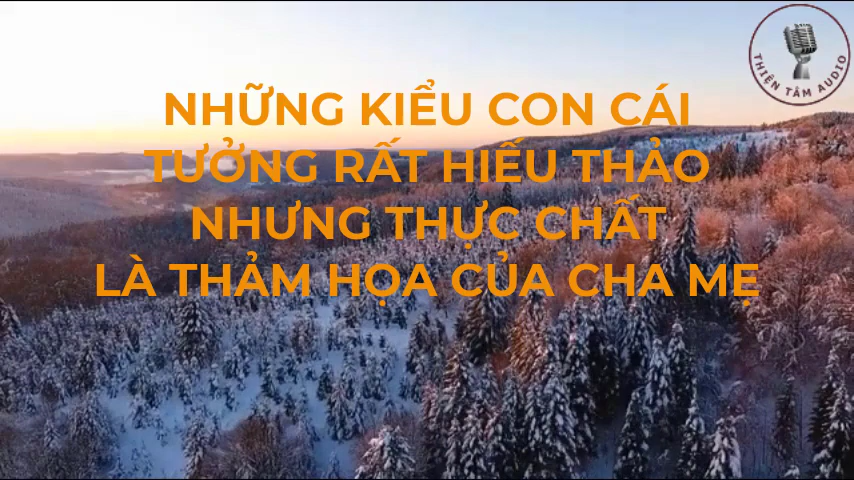 NHỮNG KIỂU CON CÁI
TƯỞNG RẤT HIẾU THẢO
NHƯNG THỰC CHẤT
LÀ THẢM HỌA CỦA CHA MẸ
THIỆN TÂM AUDIO